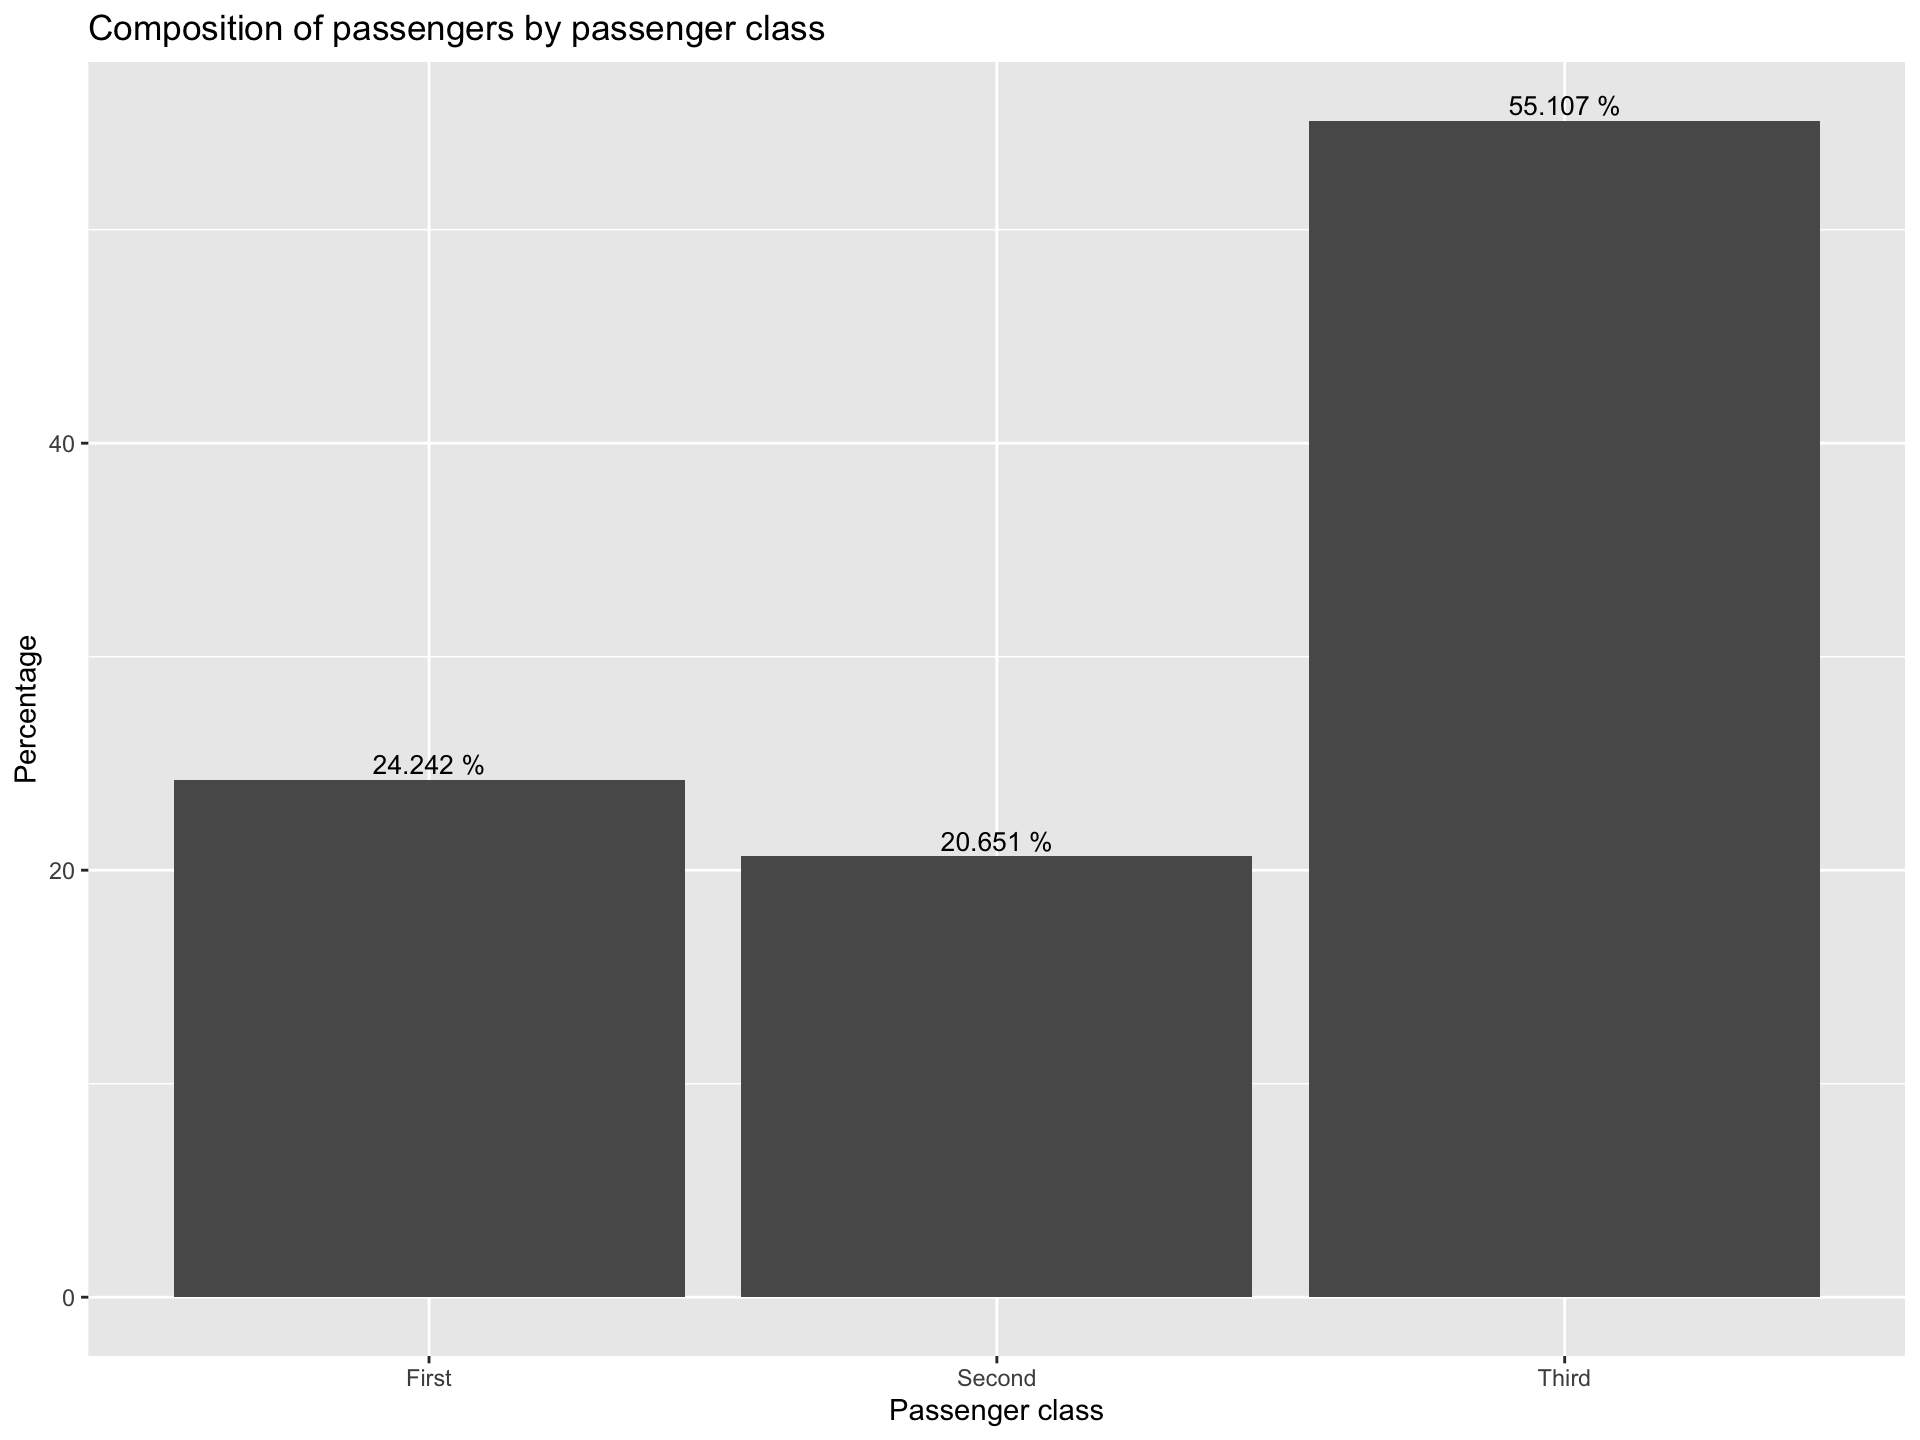 Composition of passengers by passenger class
55.107 %
40
Percentage
24.242 %
20.651 %
20
0
First
Second
Third
Passenger class